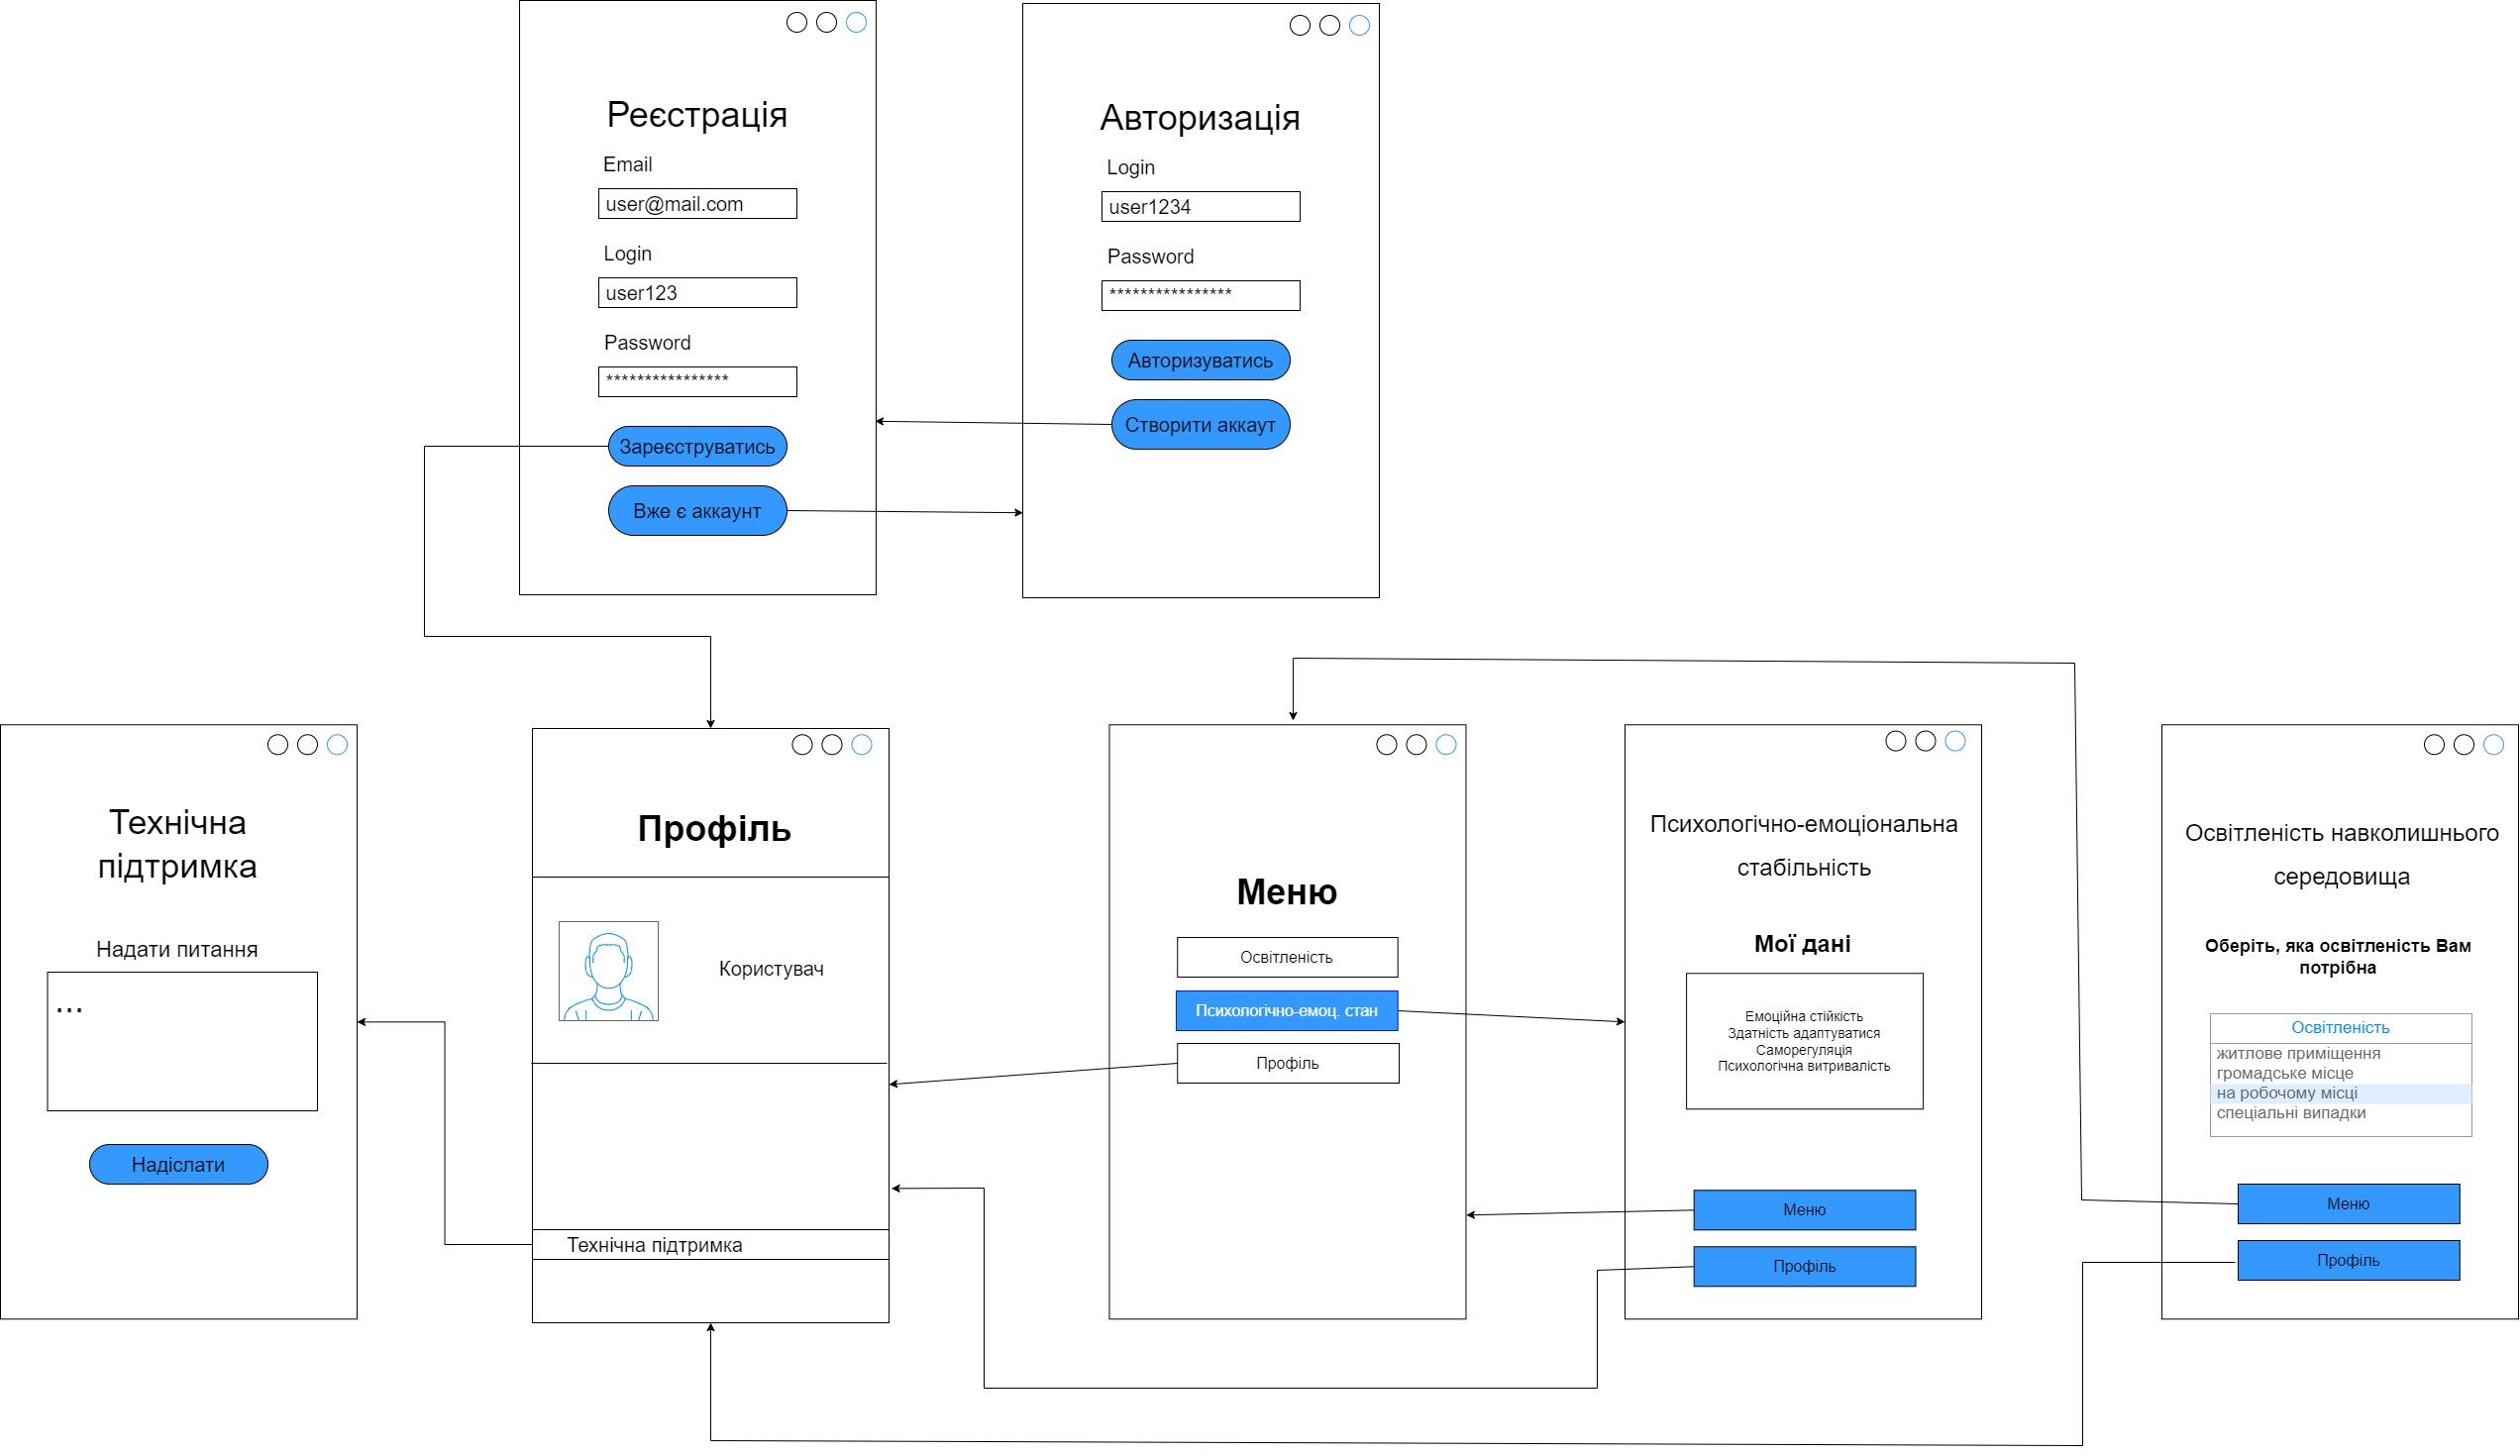 Реєстрація
Email
user@mail.com
Login
user123
Password
****************
Зареєструватись
Вже є аккаунт
Авторизація
Login
user1234
Password
****************
Авторизуватись
Створити аккаут
Технічна
підтримка
Надати питання
...
Надіслати
Профіль
Користувач
Технічна підтримка
Меню
Освітленість
Психологічно-емоц. стан
Профіль
Психологічно-емоціональна
стабільність
Мої дані
Емоційна стійкість
Здатність адаптуватися
Саморегуляція
Психологічна витривалість
Меню
Профіль
Освітленість навколишнього
середовища
Оберіть, яка освітленість Вам
потрібна
Освітленість
житлове приміщення
громадське місце
на робочому місці
спеціальні випадки
Меню
Профіль